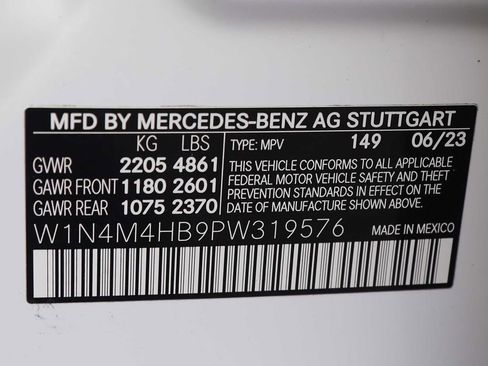 MFD BY MERCEDES-BENZ AG STUTTGART
KG LBS TYPE: MPV 149 06/23
GVWR 2205 4861
GAWR FRONT 1180 2601
GAWR REAR 1075 2370
THIS VEHICLE CONFORMS TO ALL APPLICABLE
FEDERAL MOTOR VEHICLE SAFETY AND THEFT
PREVENTION STANDARDS IN EFFECT ON THE
DATE OF MANUFACTURE SHOWN ABOVE.
W1N4M4HB9PW319576 MADE IN MEXICO